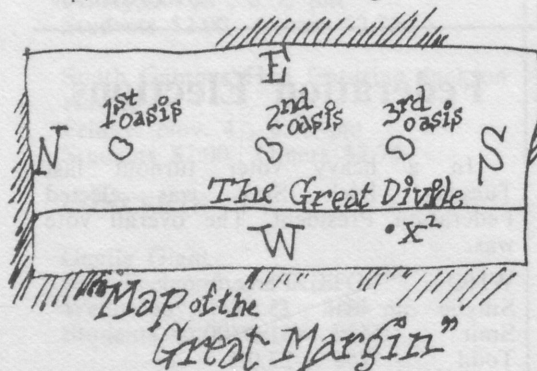 E
1st oasis
2nd oasis
3rd oasis
N
S
The Great Divide
W
•X²
"Map of the
Great Margin"